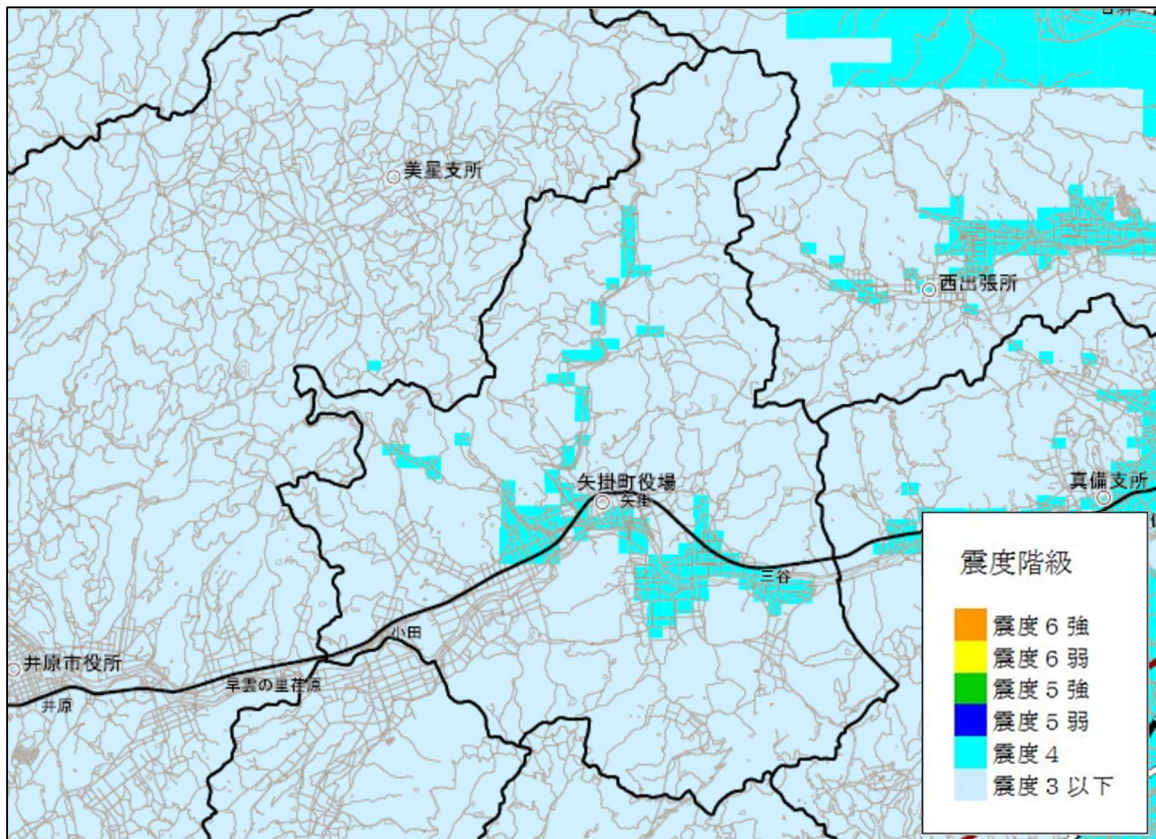 美星支所
西出張所
矢掛町役場
矢掛
真備支所
三谷
小田
井原市役所
早雲の里荏原
井原
震度階級
震度6強
震度6弱
震度5強
震度5弱
震度4
震度3以下